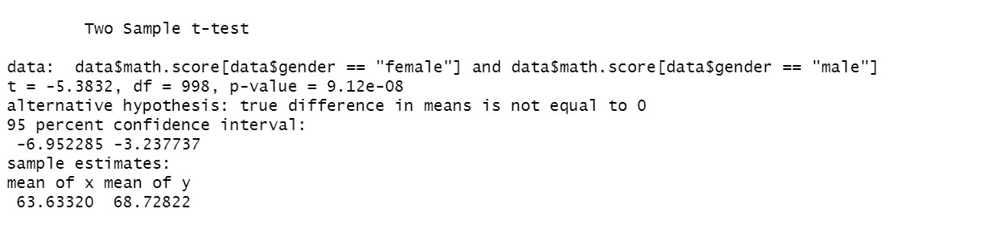 Two Sample t-test
data:  data$math.score[data$gender == "female"] and data$math.score[data$gender == "male"]
t = -5.3832, df = 998, p-value = 9.12e-08
alternative hypothesis: true difference in means is not equal to 0
95 percent confidence interval:
 -6.952285 -3.237737
sample estimates:
mean of x mean of y
 63.63320  68.72822